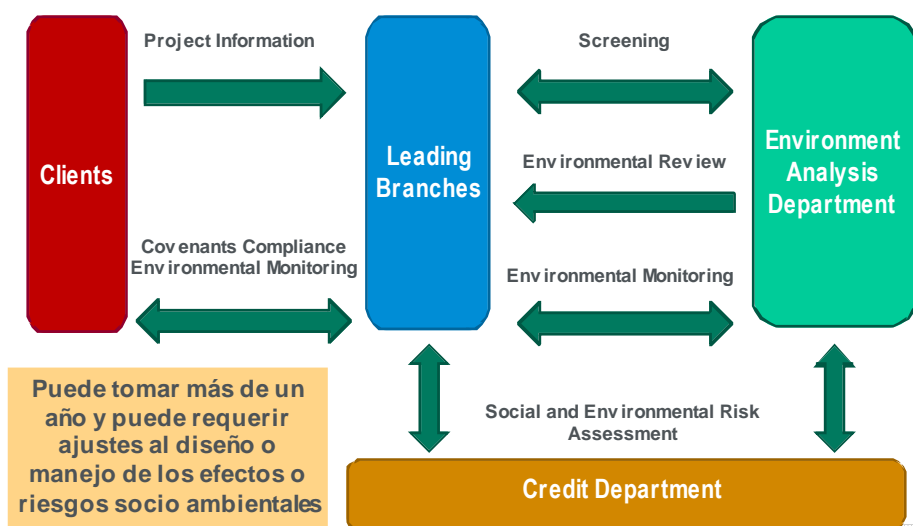 Project Information
Screening
Clients
Leading
Branches
Environment
Analysis
Department
Environmental Review
Covenants Compliance
Environmental Monitoring
Environmental Monitoring
Puede tomar más de un
año y puede requerir
ajustes al diseño o
manejo de los efectos o
riesgos socio ambientales
Social and Environmental Risk
Assessment
Credit Department